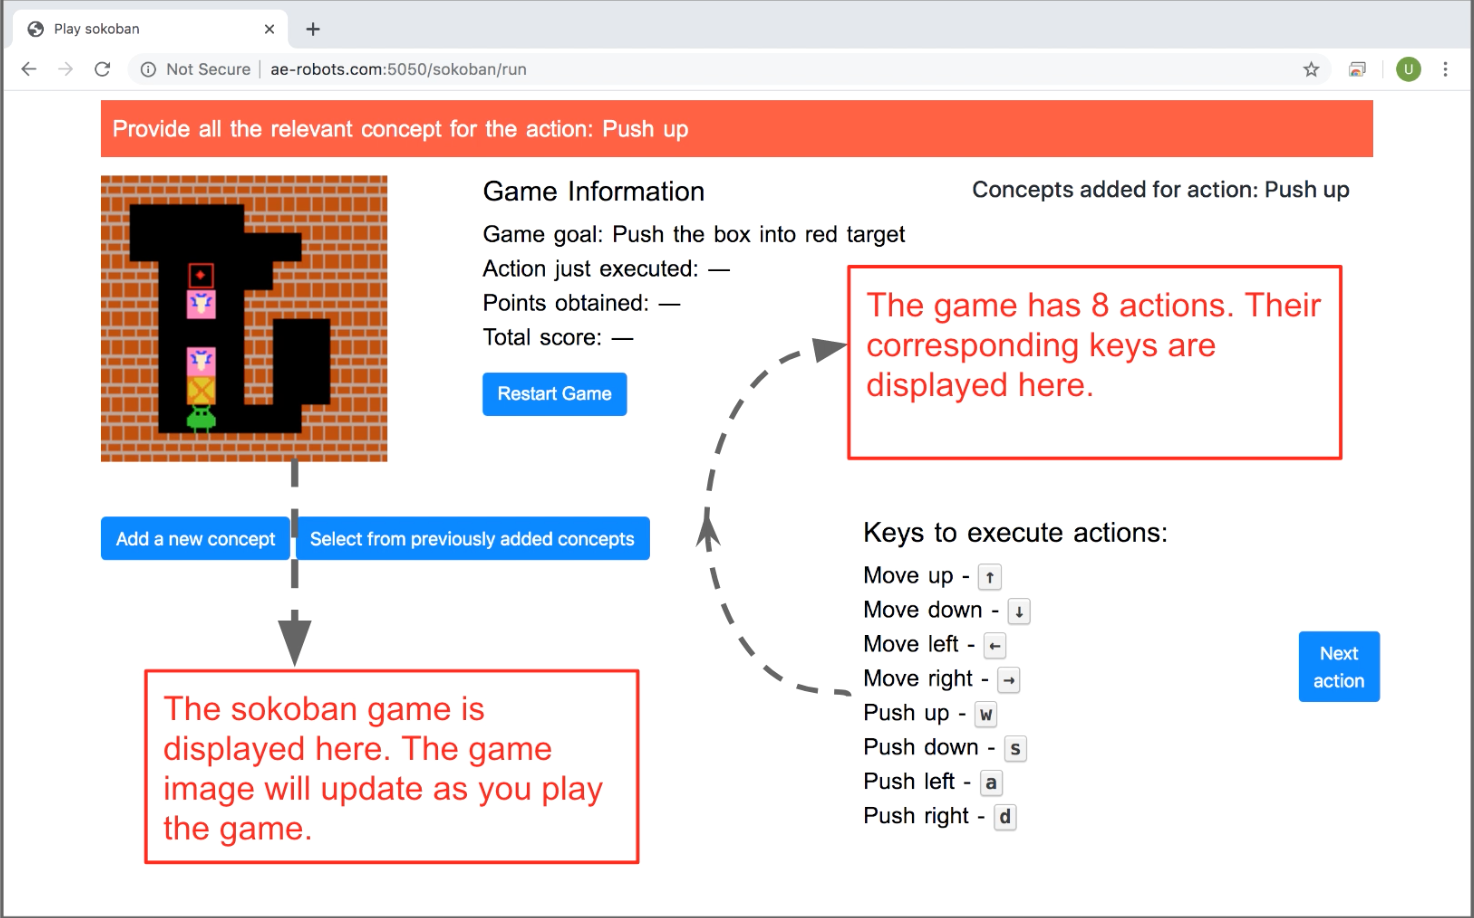 Play sokoban
Not Secure | ae-robots.com:5050/sokoban/run
U
Provide all the relevant concept for the action: Push up
Game Information
Game goal: Push the box into red target
Action just executed: —
Points obtained: —
Total score: —
Restart Game
Concepts added for action: Push up
The game has 8 actions. Their
corresponding keys are
displayed here.
Add a new concept
Select from previously added concepts
Keys to execute actions:
Move up - ↑
Move down - ↓
Move left - ←
Move right - →
Push up - w
Push down - s
Push left - a
Push right - d
Next
action
The sokoban game is
displayed here. The game
image will update as you play
the game.